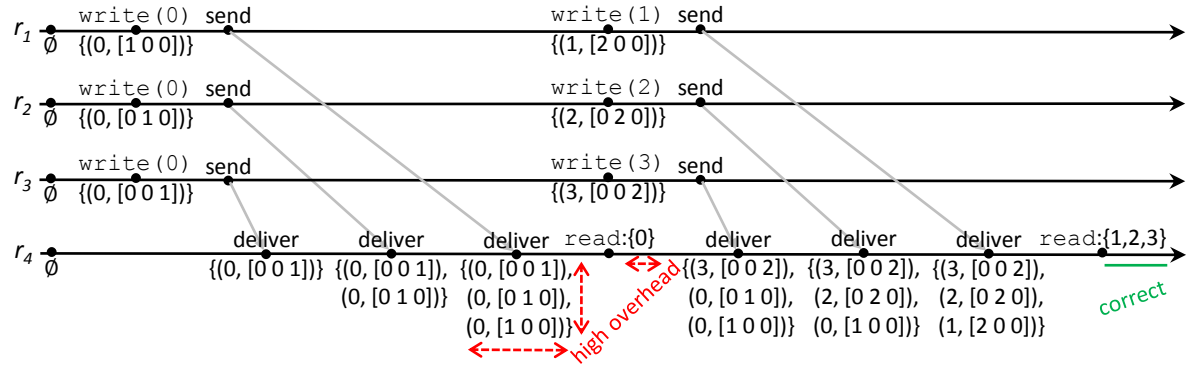 write(0) send write(1) send
r1 ∅ {(0, [1 0 0])} {(1, [2 0 0])}
write(0) send write(2) send
r2 ∅ {(0, [0 1 0])} {(2, [0 2 0])}
write(0) send write(3) send
r3 ∅ {(0, [0 0 1])} {(3, [0 0 2])}
deliver deliver deliver read:{0} deliver deliver deliver read:{1,2,3}
r4 ∅ {(0, [0 0 1])} {(0, [0 0 1]), {(0, [0 0 1]), {(3, [0 0 2]), {(3, [0 0 2]), {(3, [0 0 2]),
(0, [0 1 0])} (0, [0 1 0]), (0, [0 1 0]), (2, [0 2 0]), (2, [0 2 0]),
(0, [1 0 0])} (0, [1 0 0])} (0, [1 0 0])} (1, [2 0 0])}
high overhead
correct